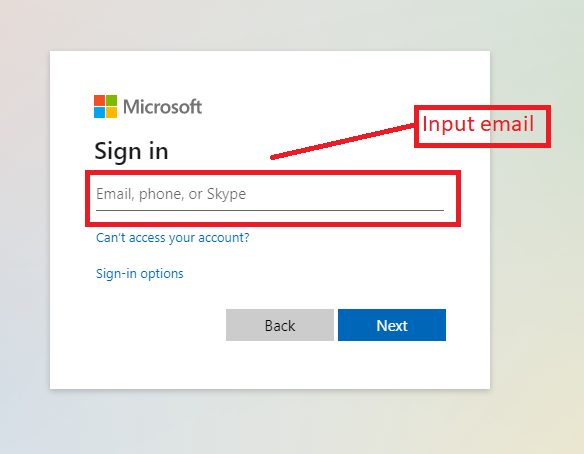 Microsoft
Input email
Sign in
Email, phone, or Skype
Can't access your account?
Sign-in options
Back
Next